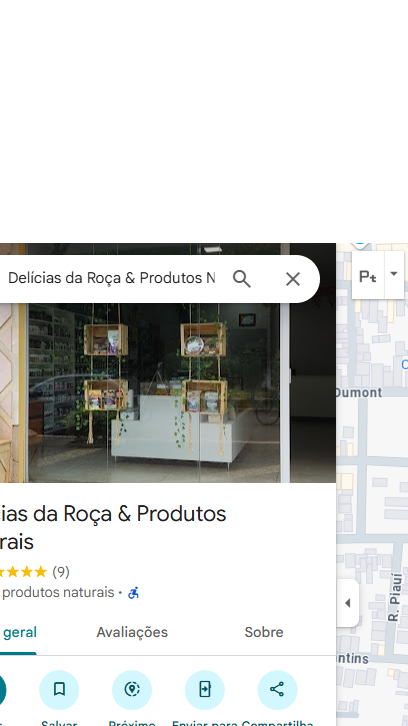 Delícias da Roça & Produtos N
Pt
Dumont
ias da Roça & Produtos
rais
(9)
produtos naturais •
R. Piauí
geral
Avaliações
Sobre
ntins
Salvar
Próximo
Enviar para
Compartilha